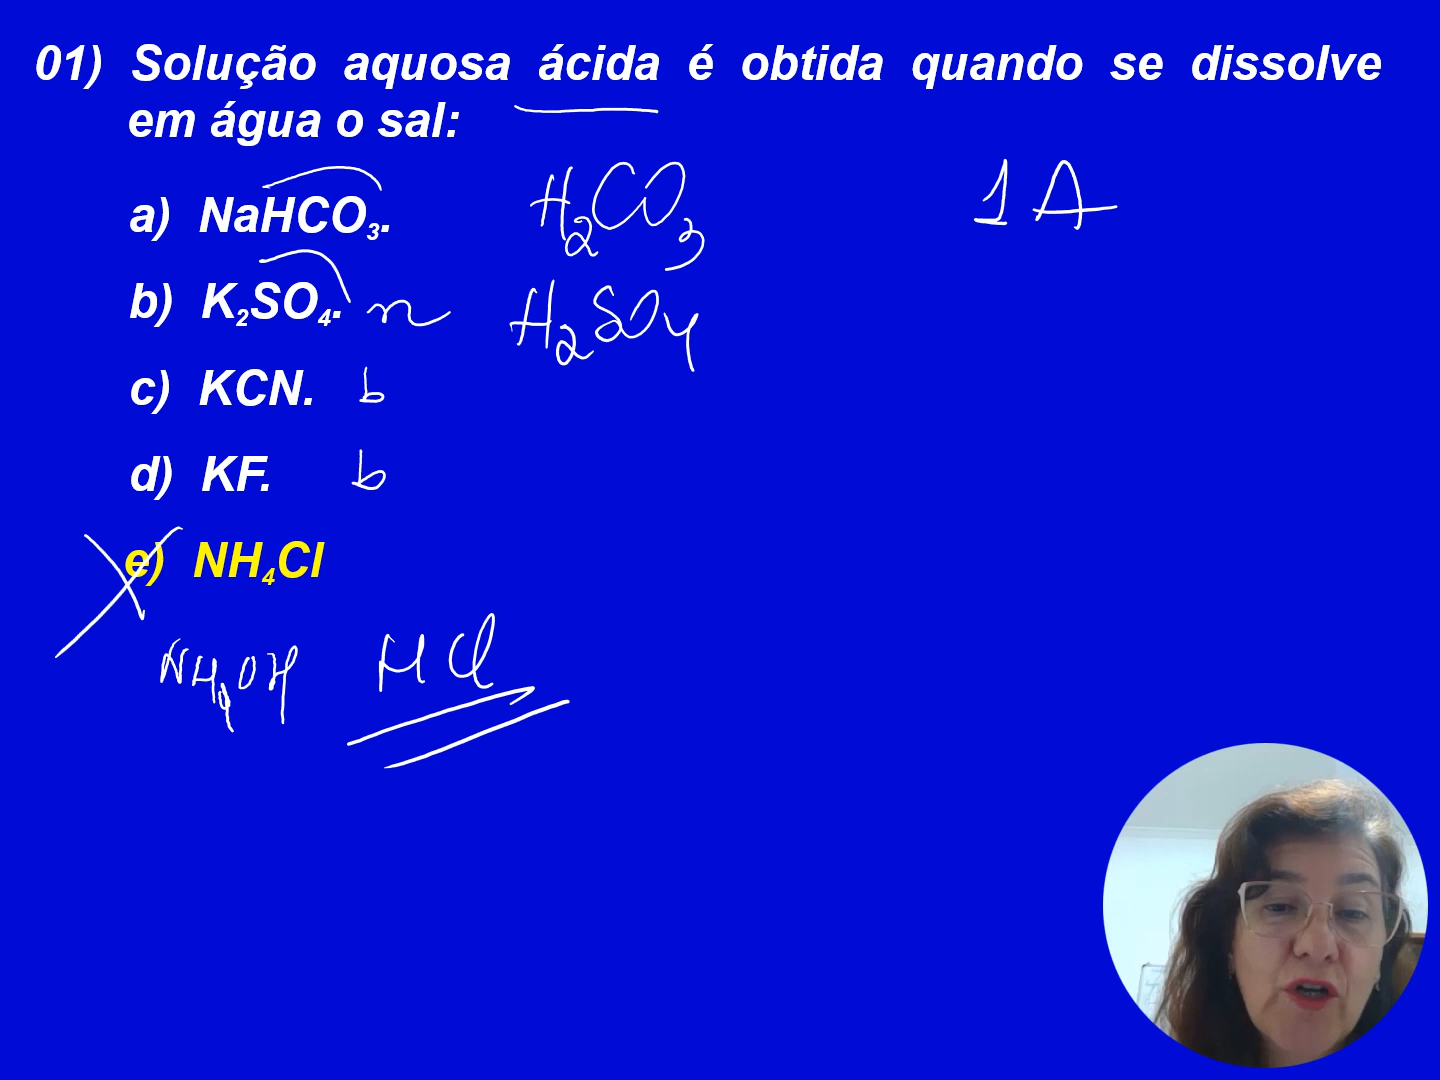 01) Solução aquosa ácida é obtida quando se dissolve
em água o sal:
1A
a) NaHCO₃. H₂CO₃
b) K₂SO₄. n H₂SO₄
c) KCN. b
d) KF. b
e) NH₄Cl
NH₄OH HCl